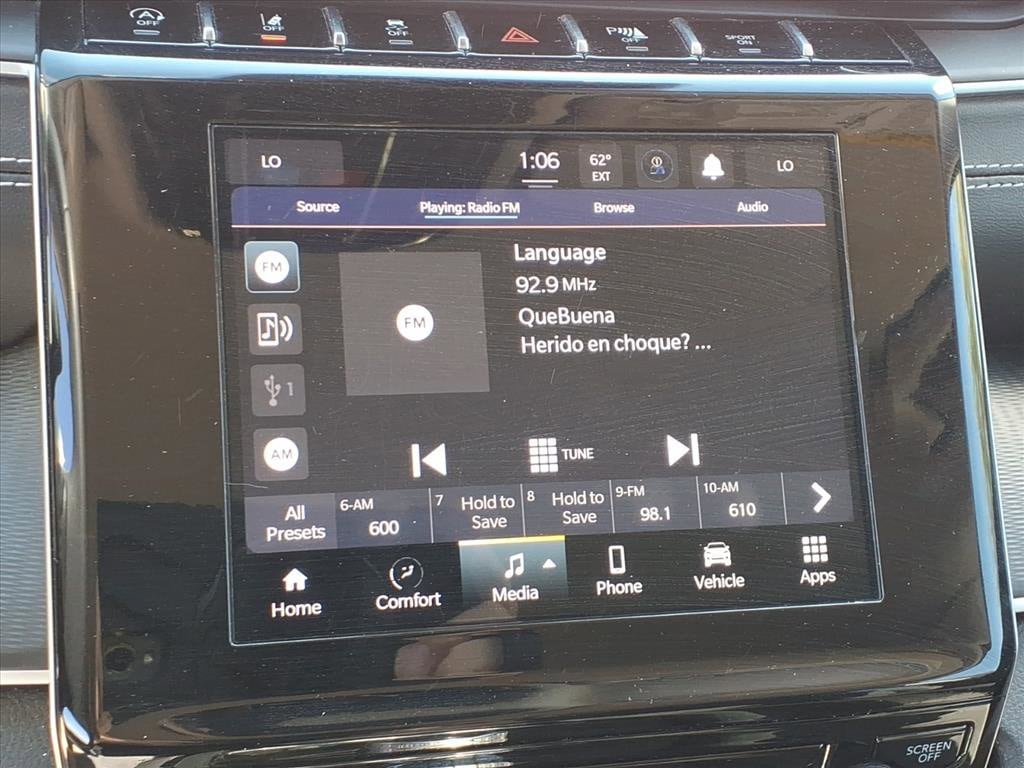 OFF
OFF
OFF
P OFF
SPORT
ON
LO
1:06
62°
EXT
LO
Source
Playing: Radio FM
Browse
Audio
FM
FM
Language
92.9 MHz
QueBuena
Herido en choque? ...
1
AM
TUNE
All
Presets
6-AM
600
7
Hold to
Save
8
Hold to
Save
9-FM
98.1
10-AM
610
Home
Comfort
Media
Phone
Vehicle
Apps
SCREEN
OFF